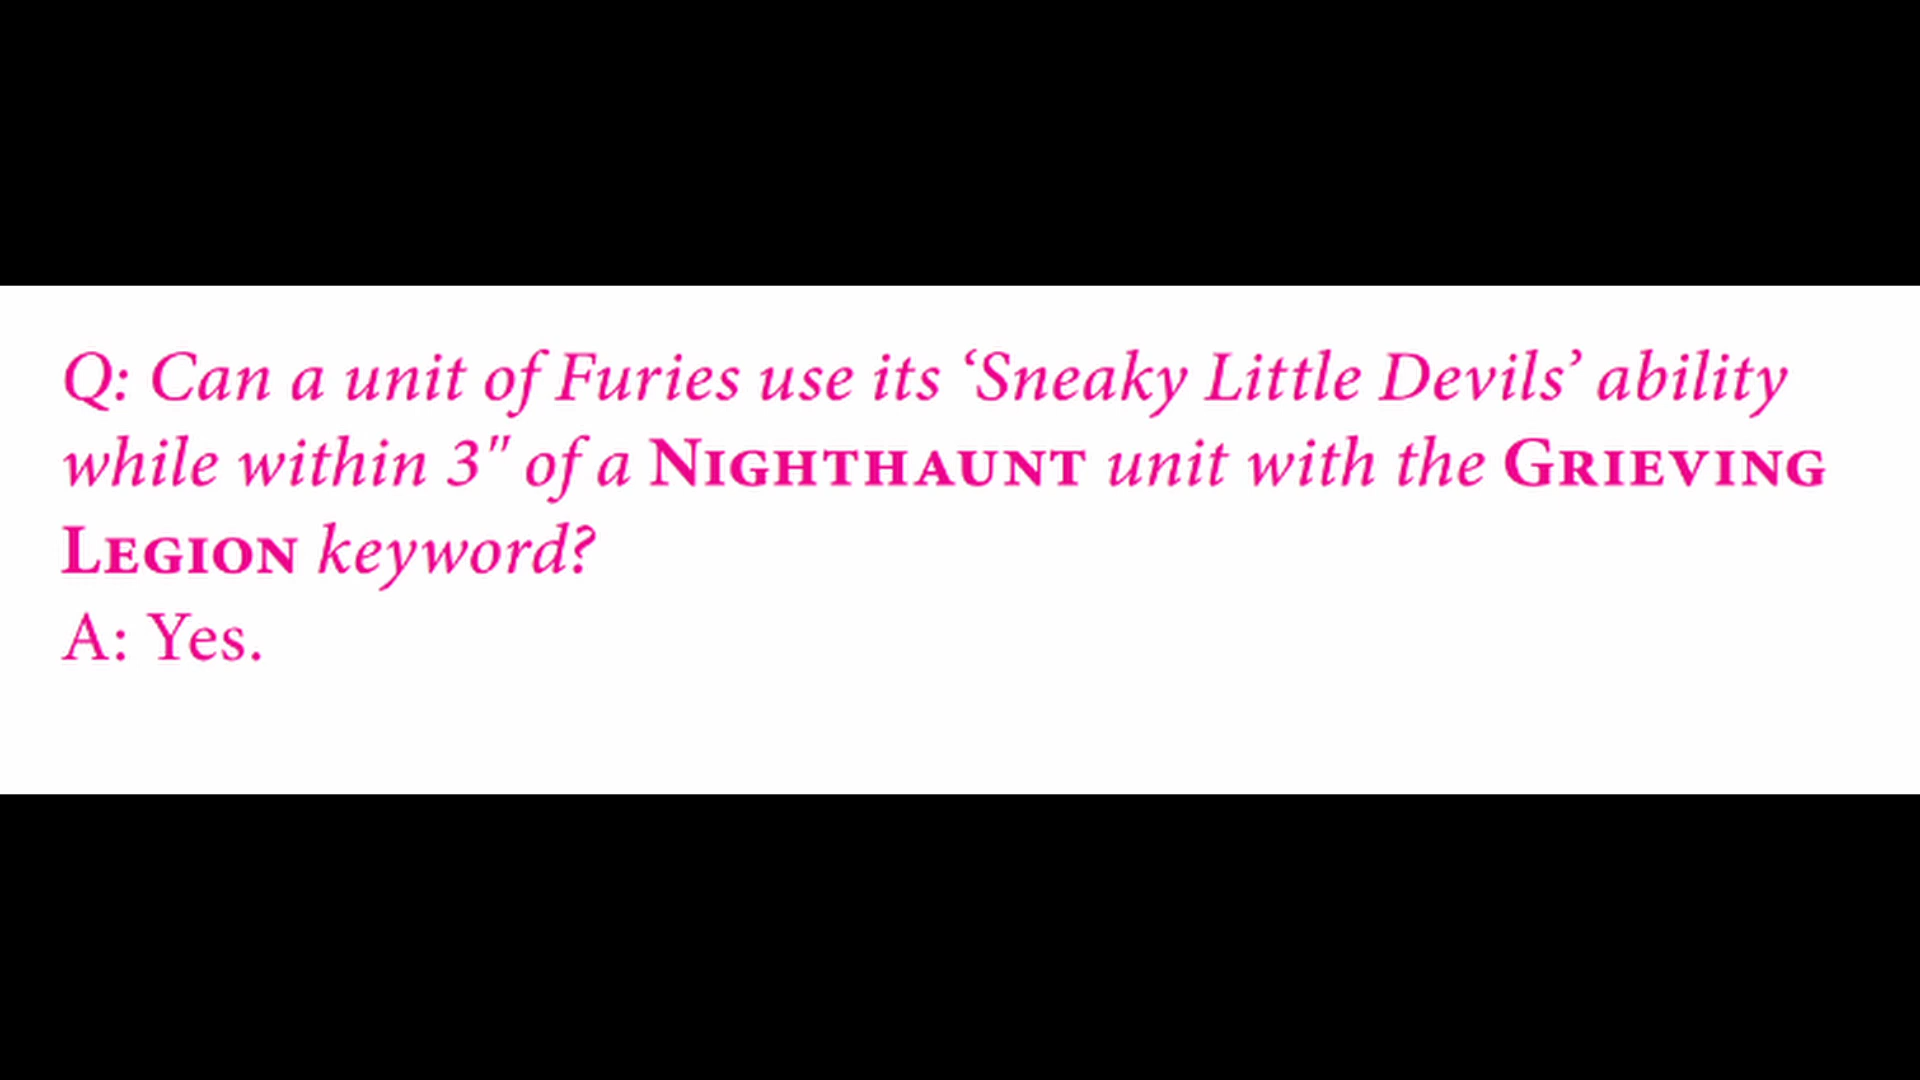 Q: Can a unit of Furies use its ‘Sneaky Little Devils’ ability
while within 3" of a NIGHTHAUNT unit with the GRIEVING
LEGION keyword?
A: Yes.